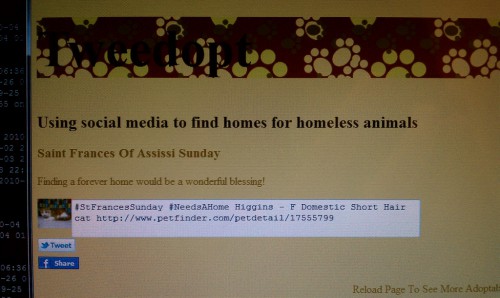 Tweedopt
Using social media to find homes for homeless animals
Saint Frances Of Assissi Sunday
Finding a forever home would be a wonderful blessing!
#StFrancesSunday #NeedsAHome Higgins - F Domestic Short Hair
cat http://www.petfinder.com/petdetail/17555799
Tweet
Share
Reload Page To See More Adoptab